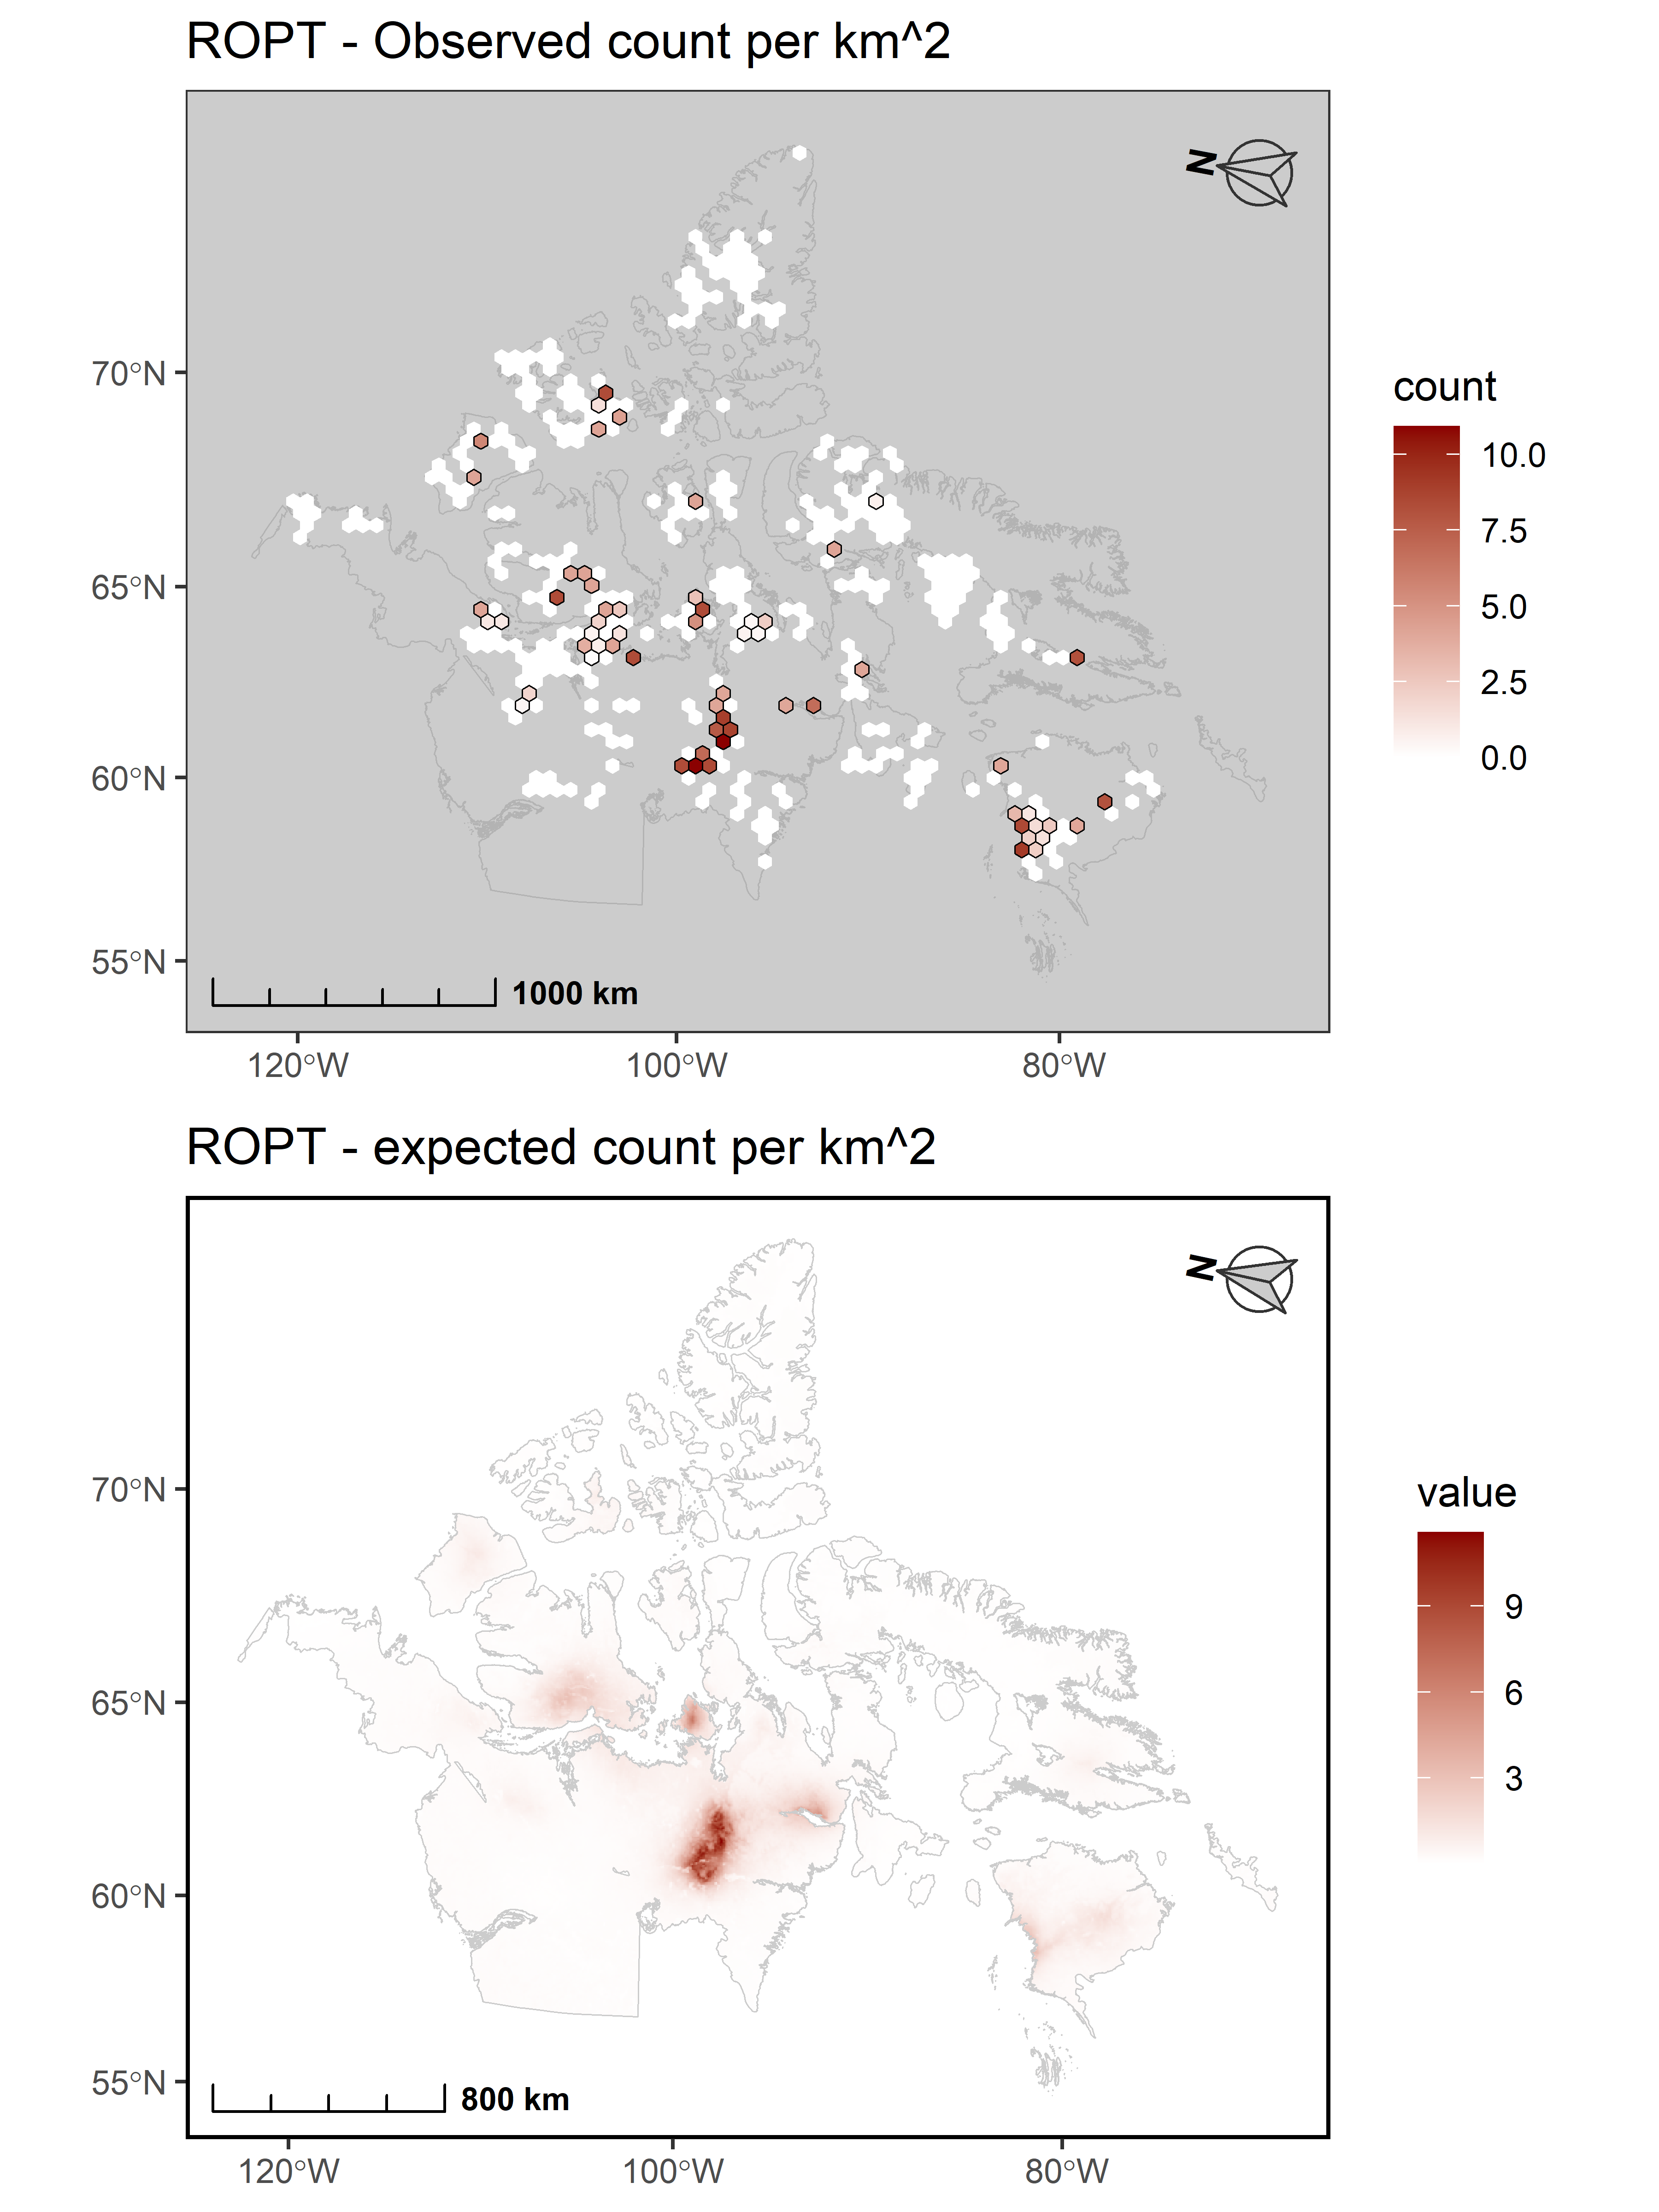 ROPT - Observed count per km^2
N
70°N
65°N
60°N
55°N
1000 km
120°W
100°W
80°W
count
10.0
7.5
5.0
2.5
0.0
ROPT - expected count per km^2
N
70°N
65°N
60°N
55°N
800 km
120°W
100°W
80°W
value
9
6
3